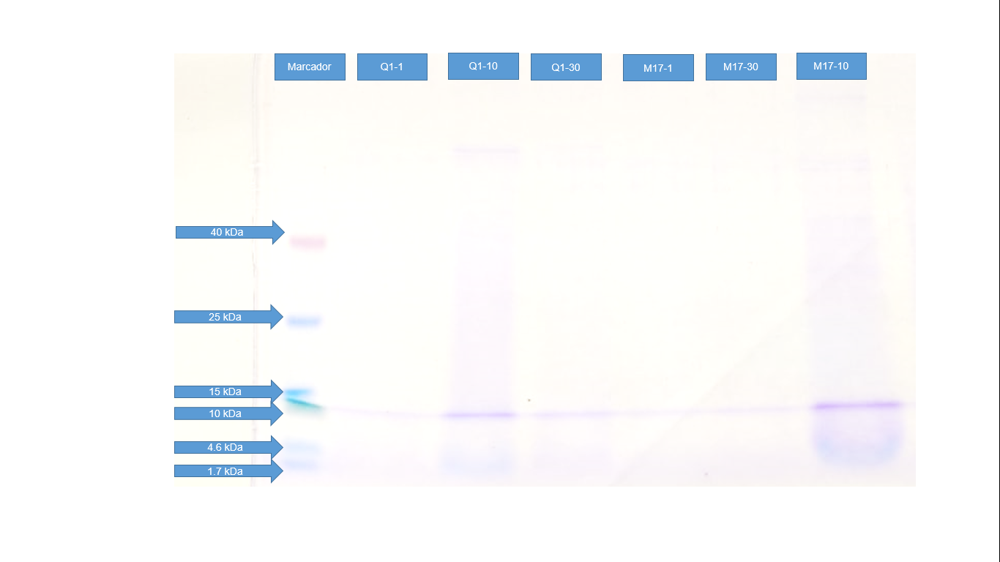 Marcador
Q1-1
Q1-10
Q1-30
M17-1
M17-30
M17-10
40 kDa
25 kDa
15 kDa
10 kDa
4.6 kDa
1.7 kDa